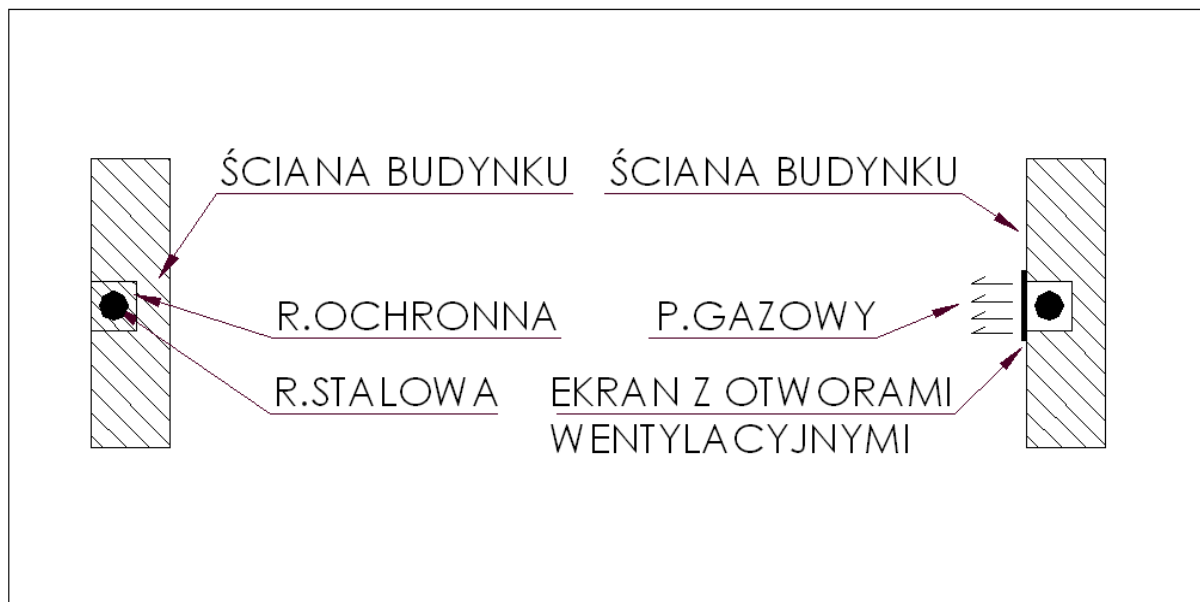 ŚCIANA BUDYNKU
ŚCIANA BUDYNKU
R.OCHRONNA
P.GAZOWY
R.STALOWA
EKRAN Z OTWORAMI
WENTYLACYJNYMI